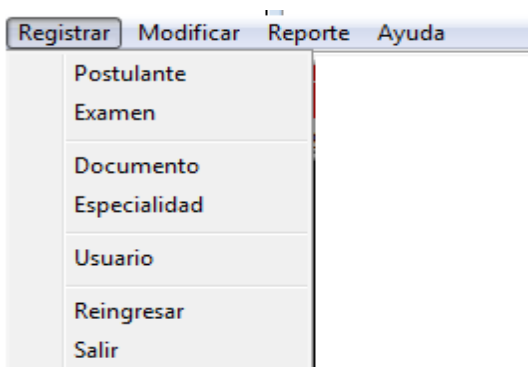 Registrar Modificar Reporte Ayuda
Postulante
Examen
Documento
Especialidad
Usuario
Reingresar
Salir